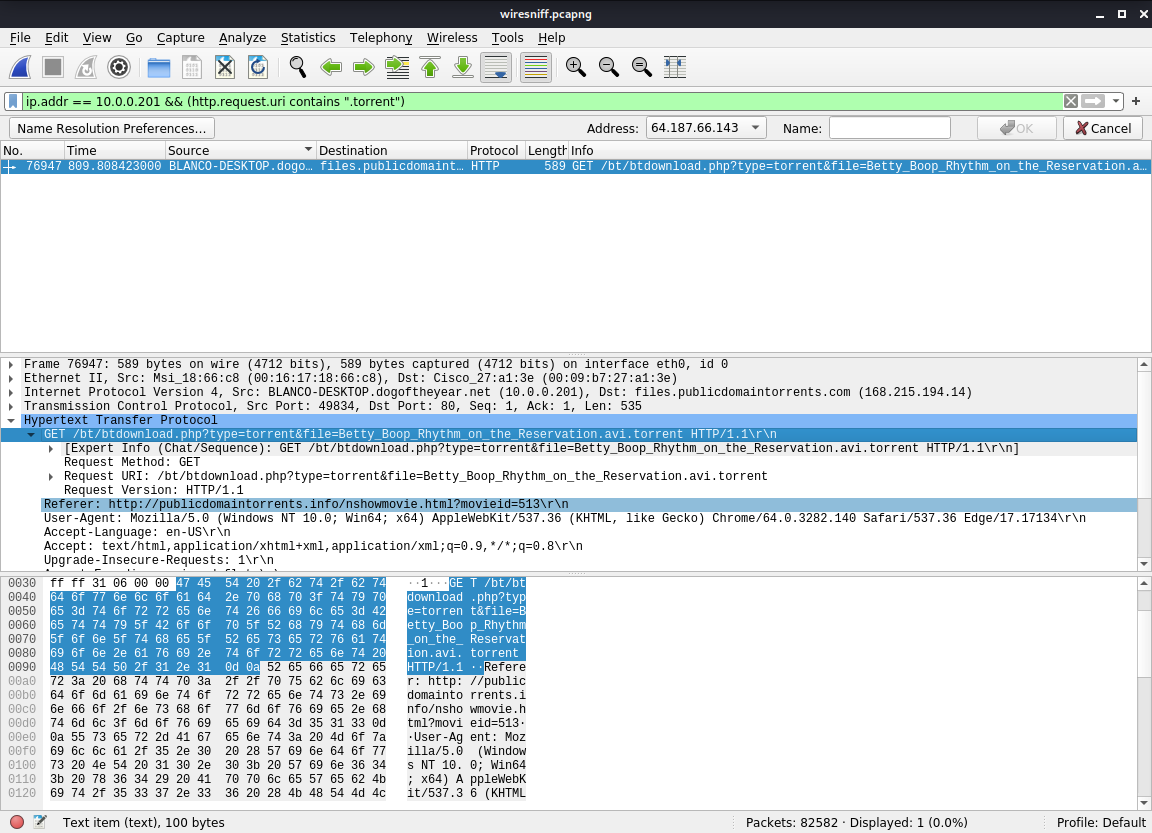 wiresniff.pcapng
File Edit View Go Capture Analyze Statistics Telephony Wireless Tools Help
ip.addr == 10.0.0.201 && (http.request.uri contains ".torrent")
Name Resolution Preferences... Address: 64.187.66.143 Name: OK Cancel
No. Time Source Destination Protocol Length Info
76947 809.808423000 BLANCO-DESKTOP.dogo… files.publicdomaint… HTTP 589 GET /bt/btdownload.php?type=torrent&file=Betty_Boop_Rhythm_on_the_Reservation.a…
Frame 76947: 589 bytes on wire (4712 bits), 589 bytes captured (4712 bits) on interface eth0, id 0
Ethernet II, Src: Msi_18:66:c8 (00:16:17:18:66:c8), Dst: Cisco_27:a1:3e (00:09:b7:27:a1:3e)
Internet Protocol Version 4, Src: BLANCO-DESKTOP.dogoftheyear.net (10.0.0.201), Dst: files.publicdomaintorrents.com (168.215.194.14)
Transmission Control Protocol, Src Port: 49834, Dst Port: 80, Seq: 1, Ack: 1, Len: 535
Hypertext Transfer Protocol
GET /bt/btdownload.php?type=torrent&file=Betty_Boop_Rhythm_on_the_Reservation.avi.torrent HTTP/1.1\r\n
[Expert Info (Chat/Sequence): GET /bt/btdownload.php?type=torrent&file=Betty_Boop_Rhythm_on_the_Reservation.avi.torrent HTTP/1.1\r\n]
Request Method: GET
Request URI: /bt/btdownload.php?type=torrent&file=Betty_Boop_Rhythm_on_the_Reservation.avi.torrent
Request Version: HTTP/1.1
Referer: http://publicdomaintorrents.info/nshowmovie.html?movieid=513\r\n
User-Agent: Mozilla/5.0 (Windows NT 10.0; Win64; x64) AppleWebKit/537.36 (KHTML, like Gecko) Chrome/64.0.3282.140 Safari/537.36 Edge/17.17134\r\n
Accept-Language: en-US\r\n
Accept: text/html,application/xhtml+xml,application/xml;q=0.9,*/*;q=0.8\r\n
Upgrade-Insecure-Requests: 1\r\n
0030 ff ff 31 06 00 00 47 45 54 20 2f 62 74 2f 62 74 ··1···GE T /bt/bt
0040 64 6f 77 6e 6c 6f 61 64 2e 70 68 70 3f 74 79 70 download .php?typ
0050 65 3d 74 6f 72 72 65 6e 74 26 66 69 6c 65 3d 42 e=torren t&file=B
0060 65 74 74 79 5f 42 6f 6f 70 5f 52 68 79 74 68 6d etty_Boo p_Rhythm
0070 5f 6f 6e 5f 74 68 65 5f 52 65 73 65 72 76 61 74 _on_the_ Reservat
0080 69 6f 6e 2e 61 76 69 2e 74 6f 72 72 65 6e 74 20 ion.avi. torrent
0090 48 54 54 50 2f 31 2e 31 0d 0a 52 65 66 65 72 65 HTTP/1.1 ··Refere
00a0 72 3a 20 68 74 74 70 3a 2f 2f 70 75 62 6c 69 63 r: http: //public
00b0 64 6f 6d 61 69 6e 74 6f 72 72 65 6e 74 73 2e 69 domainto rrents.i
00c0 6e 66 6f 2f 6e 73 68 6f 77 6d 6f 76 69 65 2e 68 nfo/nsho wmovie.h
00d0 74 6d 6c 3f 6d 6f 76 69 65 69 64 3d 35 31 33 0d tml?movi eid=513·
00e0 0a 55 73 65 72 2d 41 67 65 6e 74 3a 20 4d 6f 7a ·User-Ag ent: Moz
00f0 69 6c 6c 61 2f 35 2e 30 20 28 57 69 6e 64 6f 77 illa/5.0 (Window
0100 73 20 4e 54 20 31 30 2e 30 3b 20 57 69 6e 36 34 s NT 10. 0; Win64
0110 3b 20 78 36 34 29 20 41 70 70 6c 65 57 65 62 4b ; x64) A ppleWebK
0120 69 74 2f 35 33 37 2e 33 36 20 28 4b 48 54 4d 4c it/537.3 6 (KHTML
Text item (text), 100 bytes Packets: 82582 · Displayed: 1 (0.0%) Profile: Default